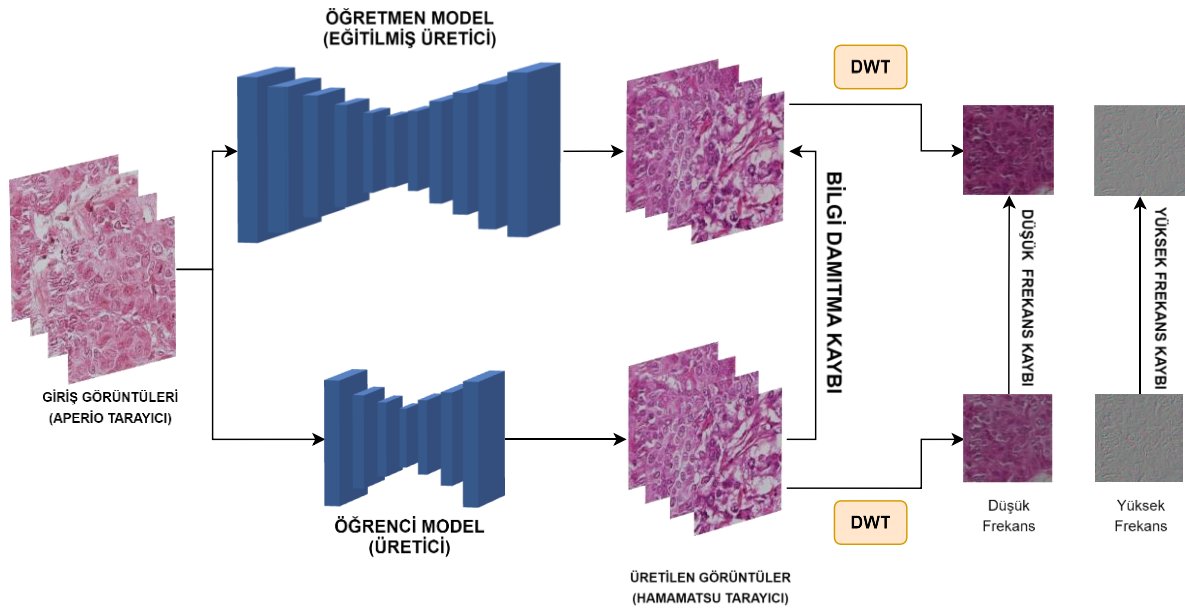 ÖĞRETMEN MODEL
(EĞİTİLMİŞ ÜRETİCİ)
DWT
BİLGİ DAMITMA KAYBI
DÜŞÜK FREKANS KAYBI
YÜKSEK FREKANS KAYBI
GİRİŞ GÖRÜNTÜLERİ
(APERIO TARAYICI)
ÖĞRENCİ MODEL
(ÜRETİCİ)
DWT
Düşük
Frekans
Yüksek
Frekans
ÜRETİLEN GÖRÜNTÜLER
(HAMAMATSU TARAYICI)